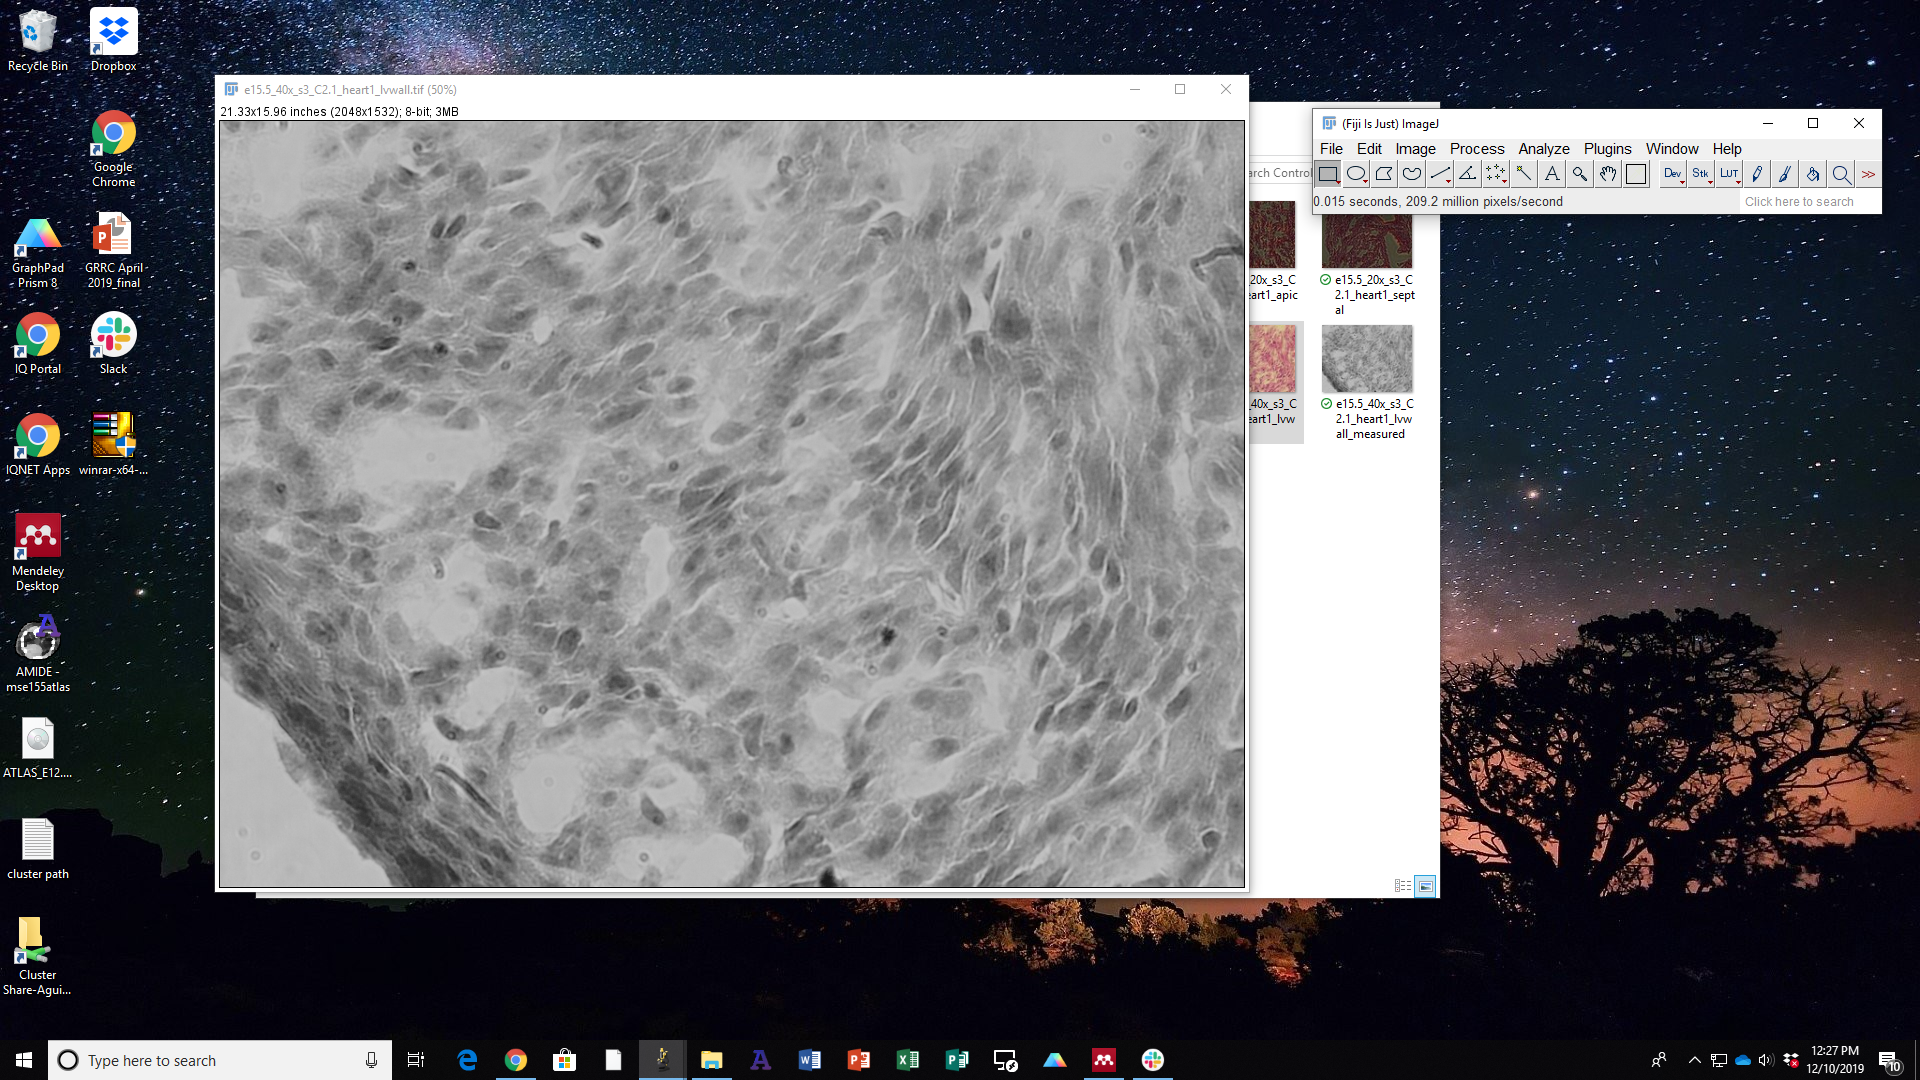 Recycle Bin
Dropbox
Google
Chrome
GraphPad
Prism 8
GRRC April
2019_final
IQ Portal
Slack
IQNET Apps
winrar-x64-...
Mendeley
Desktop
AMIDE -
mse155atlas
ATLAS_E12....
cluster path
Cluster
Share-Agui...
e15.5_40x_s3_C2.1_heart1_lvwall.tif (50%)
21.33x15.96 inches (2048x1532); 8-bit; 3MB
arch Control
_20x_s3_C
eart1_apic
e15.5_20x_s3_C
2.1_heart1_sept
al
_40x_s3_C
eart1_lvw
e15.5_40x_s3_C
2.1_heart1_lvw
all_measured
(Fiji Is Just) ImageJ
File Edit Image Process Analyze Plugins Window Help
A Dev Stk LUT >>
0.015 seconds, 209.2 million pixels/second
Click here to search
Type here to search
12:27 PM
12/10/2019
10